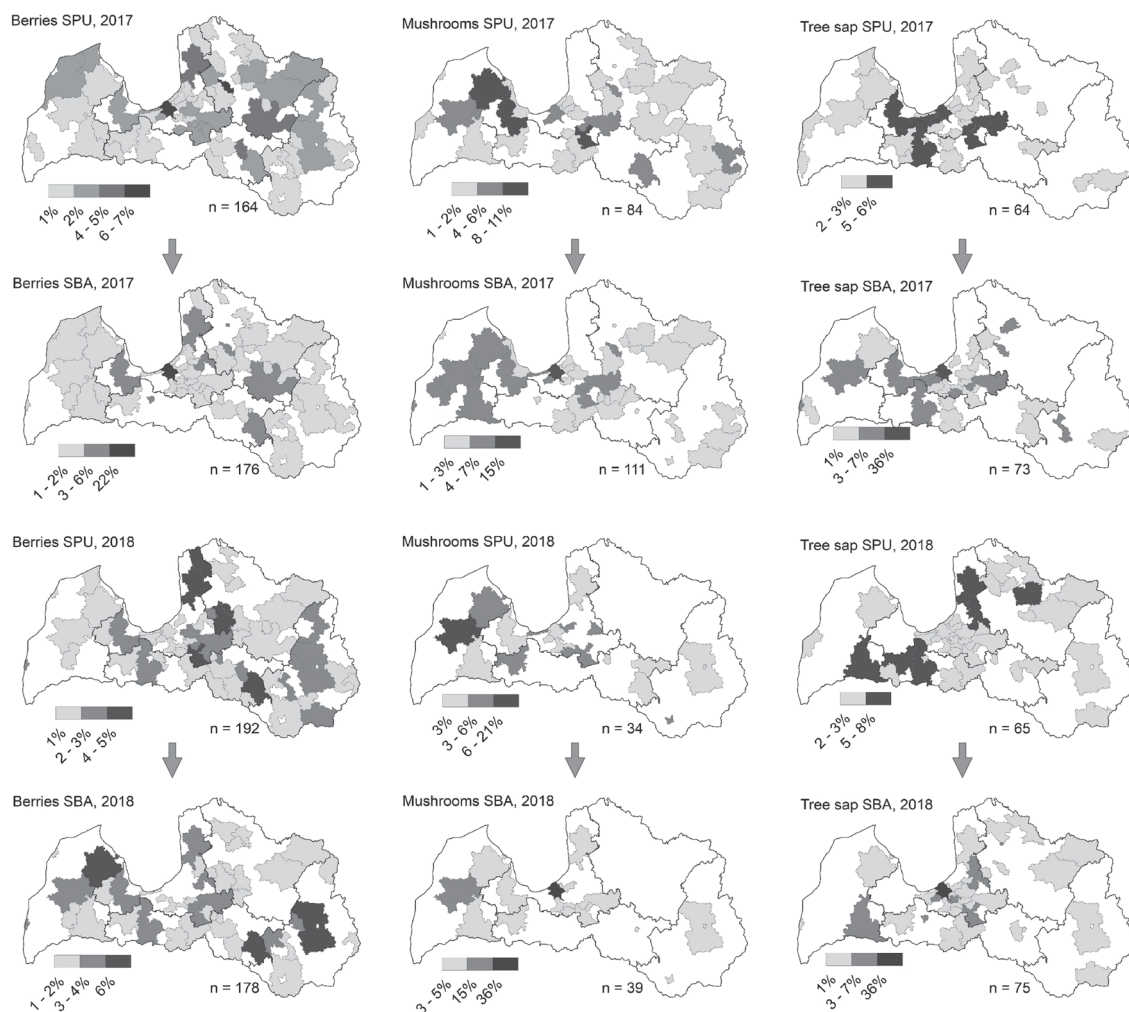 Berries SPU, 2017
1%
2%
4 - 5%
6 - 7%
n = 164
Mushrooms SPU, 2017
1 - 2%
4 - 6%
8 - 11%
n = 84
Tree sap SPU, 2017
2 - 3%
5 - 6%
n = 64
Berries SBA, 2017
1 - 2%
3 - 6%
22%
n = 176
Mushrooms SBA, 2017
1 - 3%
4 - 7%
15%
n = 111
Tree sap SBA, 2017
1%
3 - 7%
36%
n = 73
Berries SPU, 2018
1%
2 - 3%
4 - 5%
n = 192
Mushrooms SPU, 2018
3%
3 - 6%
6 - 21%
n = 34
Tree sap SPU, 2018
2 - 3%
5 - 8%
n = 65
Berries SBA, 2018
1 - 2%
3 - 4%
6%
n = 178
Mushrooms SBA, 2018
3 - 5%
15%
36%
n = 39
Tree sap SBA, 2018
1%
3 - 7%
36%
n = 75